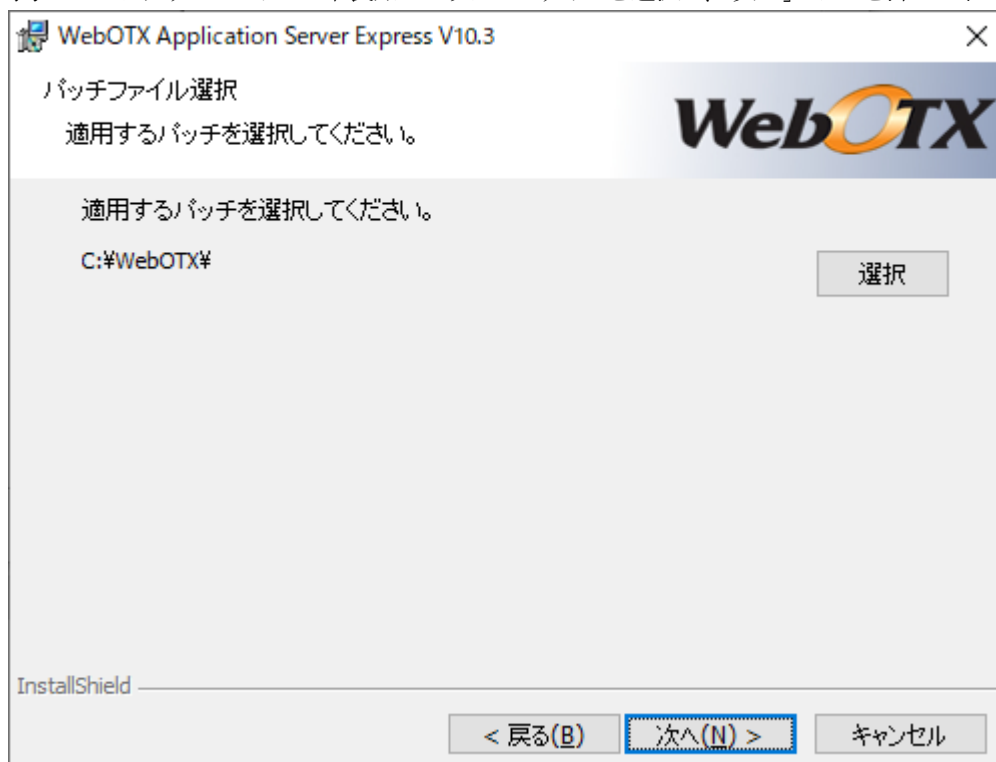 WebOTX Application Server Express V10.3
パッチファイル選択
適用するパッチを選択してください。
WebOTX
適用するパッチを選択してください。
C:¥WebOTX¥
選択
InstallShield
< 戻る(B)
次へ(N) >
キャンセル